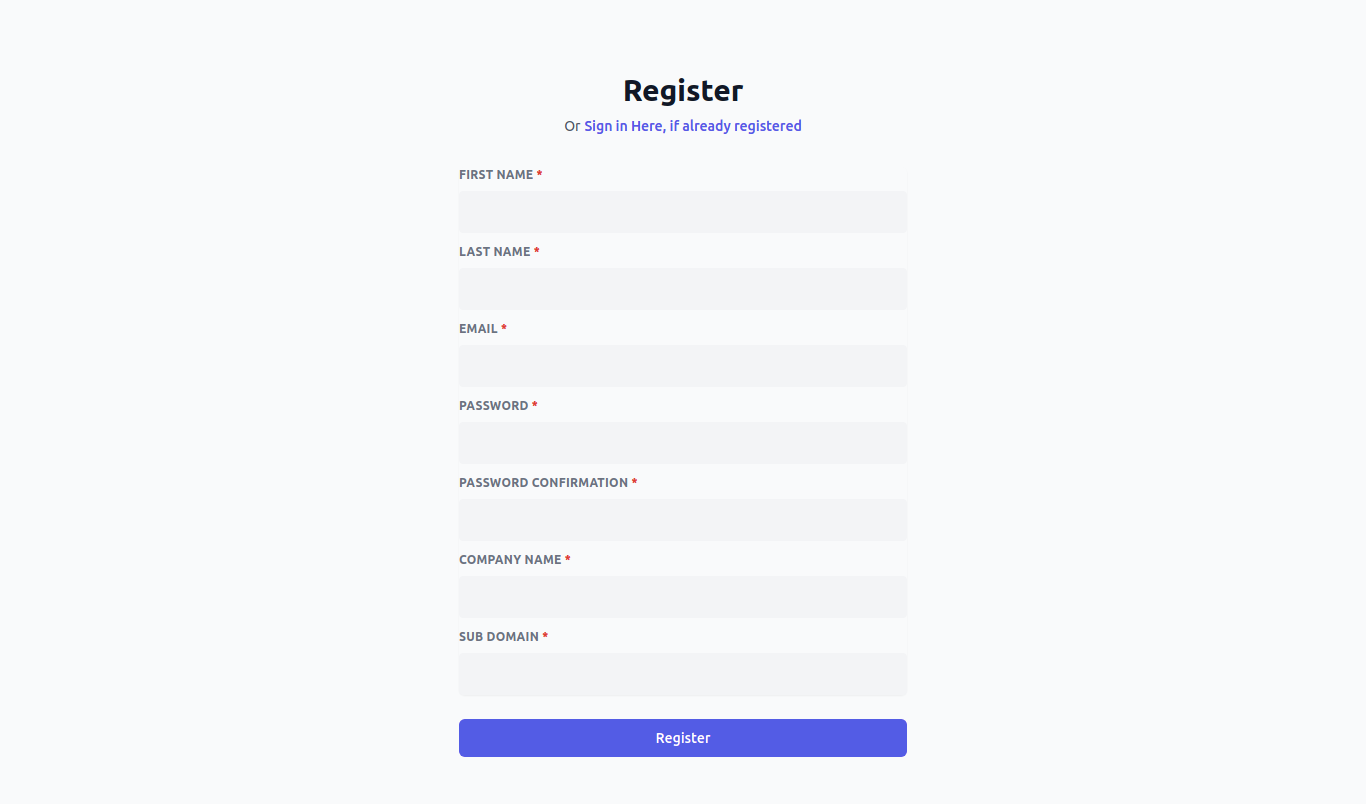 Register
Or Sign in Here, if already registered
FIRST NAME *
LAST NAME *
EMAIL *
PASSWORD *
PASSWORD CONFIRMATION *
COMPANY NAME *
SUB DOMAIN *
Register